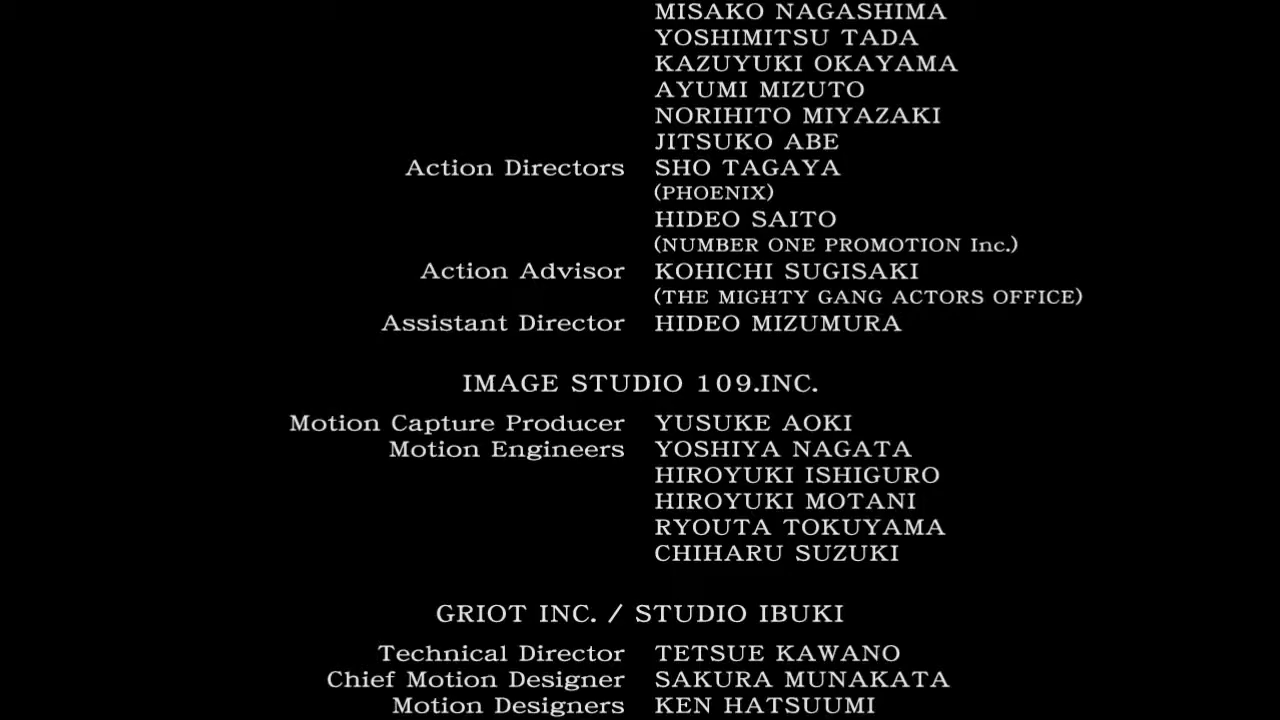 MISAKO NAGASHIMA
YOSHIMITSU TADA
KAZUYUKI OKAYAMA
AYUMI MIZUTO
NORIHITO MIYAZAKI
JITSUKO ABE
Action Directors SHO TAGAYA
(PHOENIX)
HIDEO SAITO
(NUMBER ONE PROMOTION Inc.)
Action Advisor KOHICHI SUGISAKI
(THE MIGHTY GANG ACTORS OFFICE)
Assistant Director HIDEO MIZUMURA
IMAGE STUDIO 109.INC.
Motion Capture Producer YUSUKE AOKI
Motion Engineers YOSHIYA NAGATA
HIROYUKI ISHIGURO
HIROYUKI MOTANI
RYOUTA TOKUYAMA
CHIHARU SUZUKI
GRIOT INC. / STUDIO IBUKI
Technical Director TETSUE KAWANO
Chief Motion Designer SAKURA MUNAKATA
Motion Designers KEN HATSUUMI